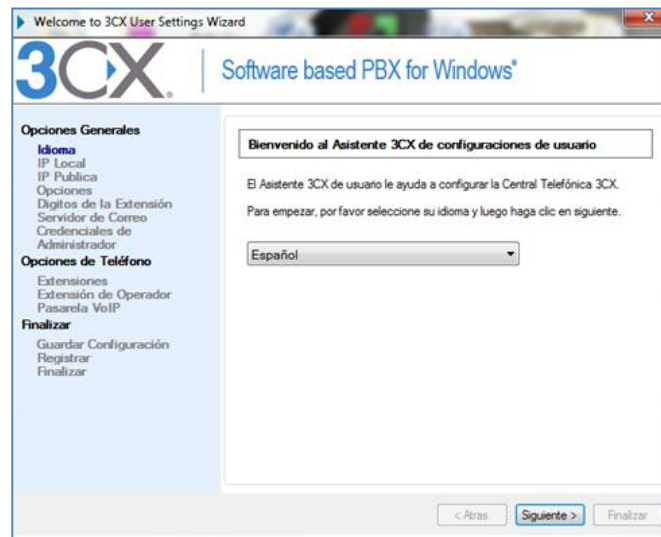 Welcome to 3CX User Settings Wizard
3CX.
Software based PBX for Windows®
Opciones Generales
Idioma
IP Local
IP Publica
Opciones
Digitos de la Extensión
Servidor de Correo
Credenciales de
Administrador
Opciones de Teléfono
Extensiones
Extensión de Operador
Pasarela VoIP
Finalizar
Guardar Configuración
Registrar
Finalizar
Bienvenido al Asistente 3CX de configuraciones de usuario
El Asistente 3CX de usuario le ayuda a configurar la Central Telefónica 3CX.
Para empezar, por favor seleccione su idioma y luego haga clic en siguiente.
Español
< Atras
Siguiente >
Finalizar